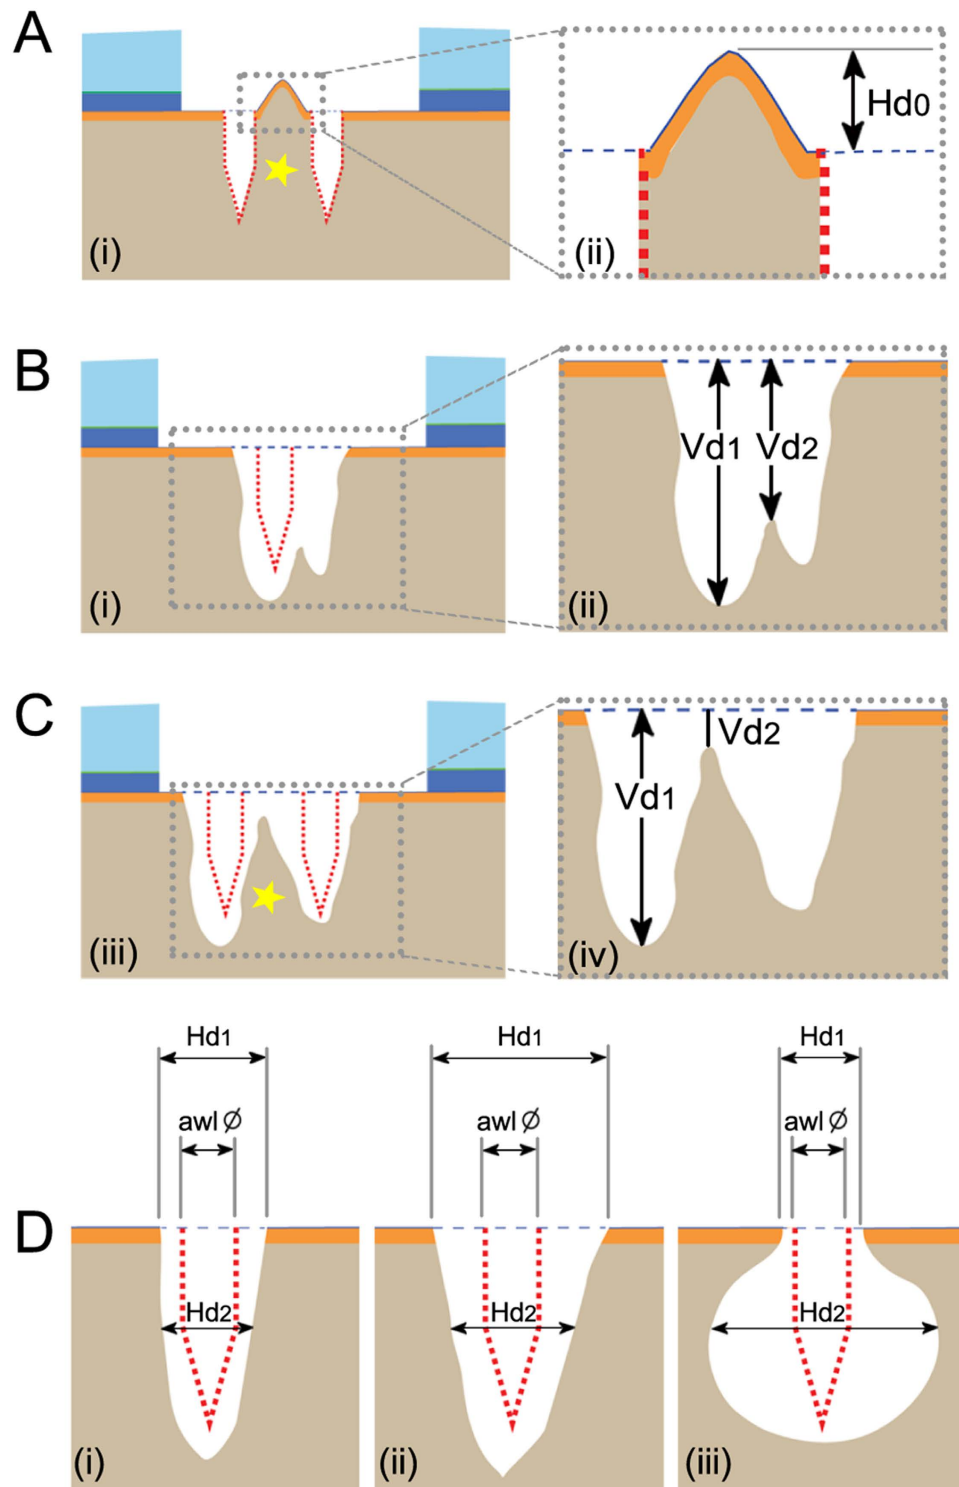 A
(i)
(ii)
Hd0
B
(i)
Vd1
Vd2
(ii)
C
(iii)
Vd1
Vd2
(iv)
Hd1
Hd1
Hd1
awl Ø
awl Ø
awl Ø
D
Hd2
Hd2
Hd2
(i)
(ii)
(iii)